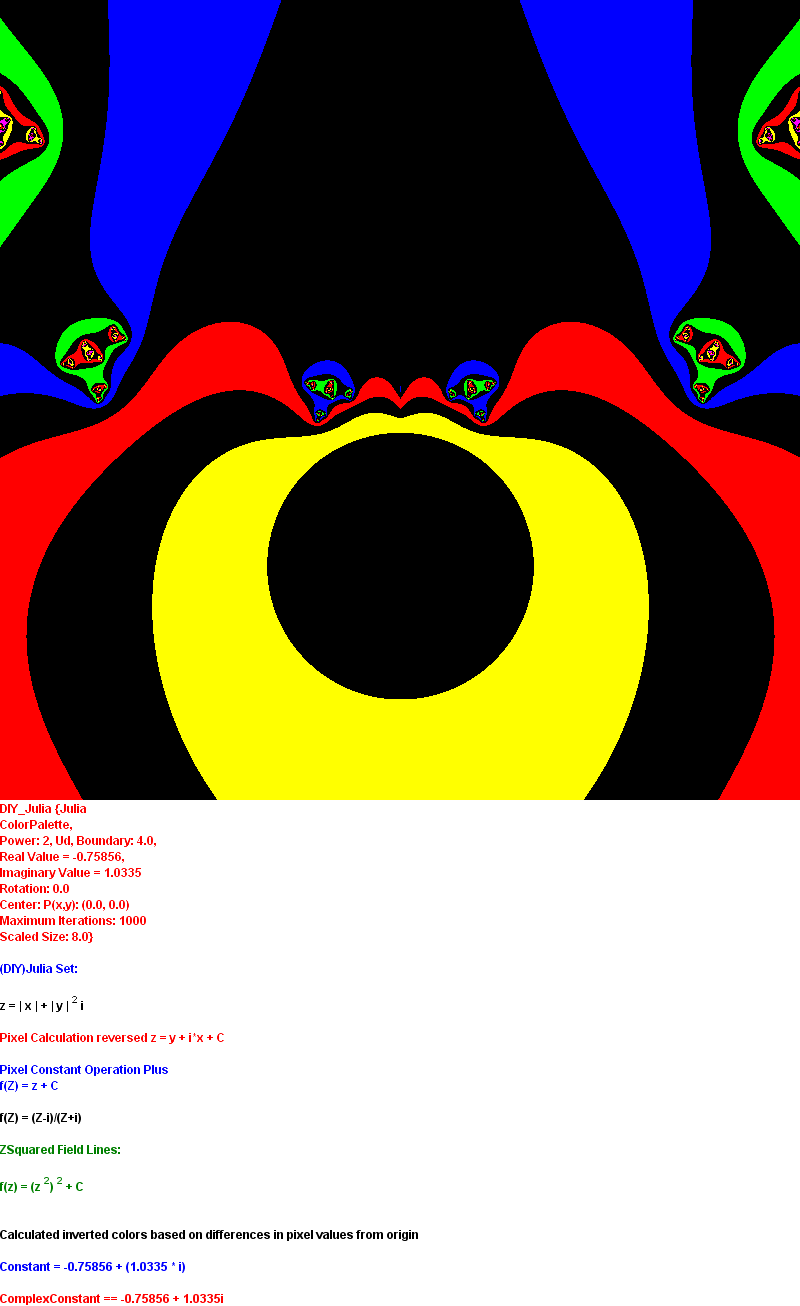 DIY_Julia {Julia
ColorPalette,
Power: 2, Ud, Boundary: 4.0,
Real Value = -0.75856,
Imaginary Value = 1.0335
Rotation: 0.0
Center: P(x,y): (0.0, 0.0)
Maximum Iterations: 1000
Scaled Size: 8.0}
(DIY)Julia Set:
z = | x | + | y | 2 i
Pixel Calculation reversed z = y + i*x + C
Pixel Constant Operation Plus
f(Z) = z + C
f(Z) = (Z-i)/(Z+i)
ZSquared Field Lines:
f(z) = (z 2) 2 + C
Calculated inverted colors based on differences in pixel values from origin
Constant = -0.75856 + (1.0335 * i)
ComplexConstant == -0.75856 + 1.0335i